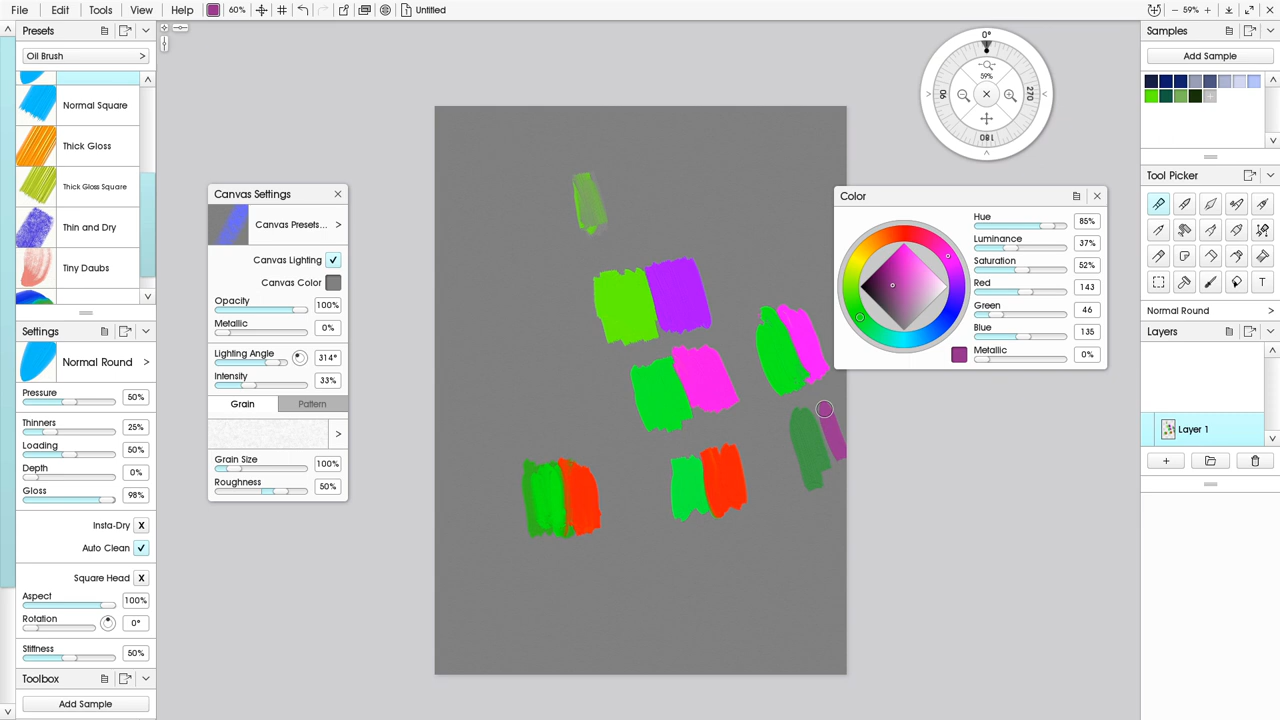 File Edit Tools View Help 60% Untitled 59%
Presets
Oil Brush >
Normal Square
Thick Gloss
Thick Gloss Square
Thin and Dry
Tiny Daubs
Settings
Normal Round >
Pressure 50%
Thinners 25%
Loading 50%
Depth 0%
Gloss 98%
Insta-Dry X
Auto Clean
Square Head X
Aspect 100%
Rotation 0°
Stiffness 50%
Toolbox
Add Sample
Canvas Settings
Canvas Presets... >
Canvas Lighting
Canvas Color
Opacity 100%
Metallic 0%
Lighting Angle 314°
Intensity 33%
Grain Pattern
Grain Size 100%
Roughness 50%
0°
59%
90 270
180
Color
Hue 85%
Luminance 37%
Saturation 52%
Red 143
Green 46
Blue 135
Metallic 0%
Samples
Add Sample
Tool Picker
T
Normal Round >
Layers
Layer 1